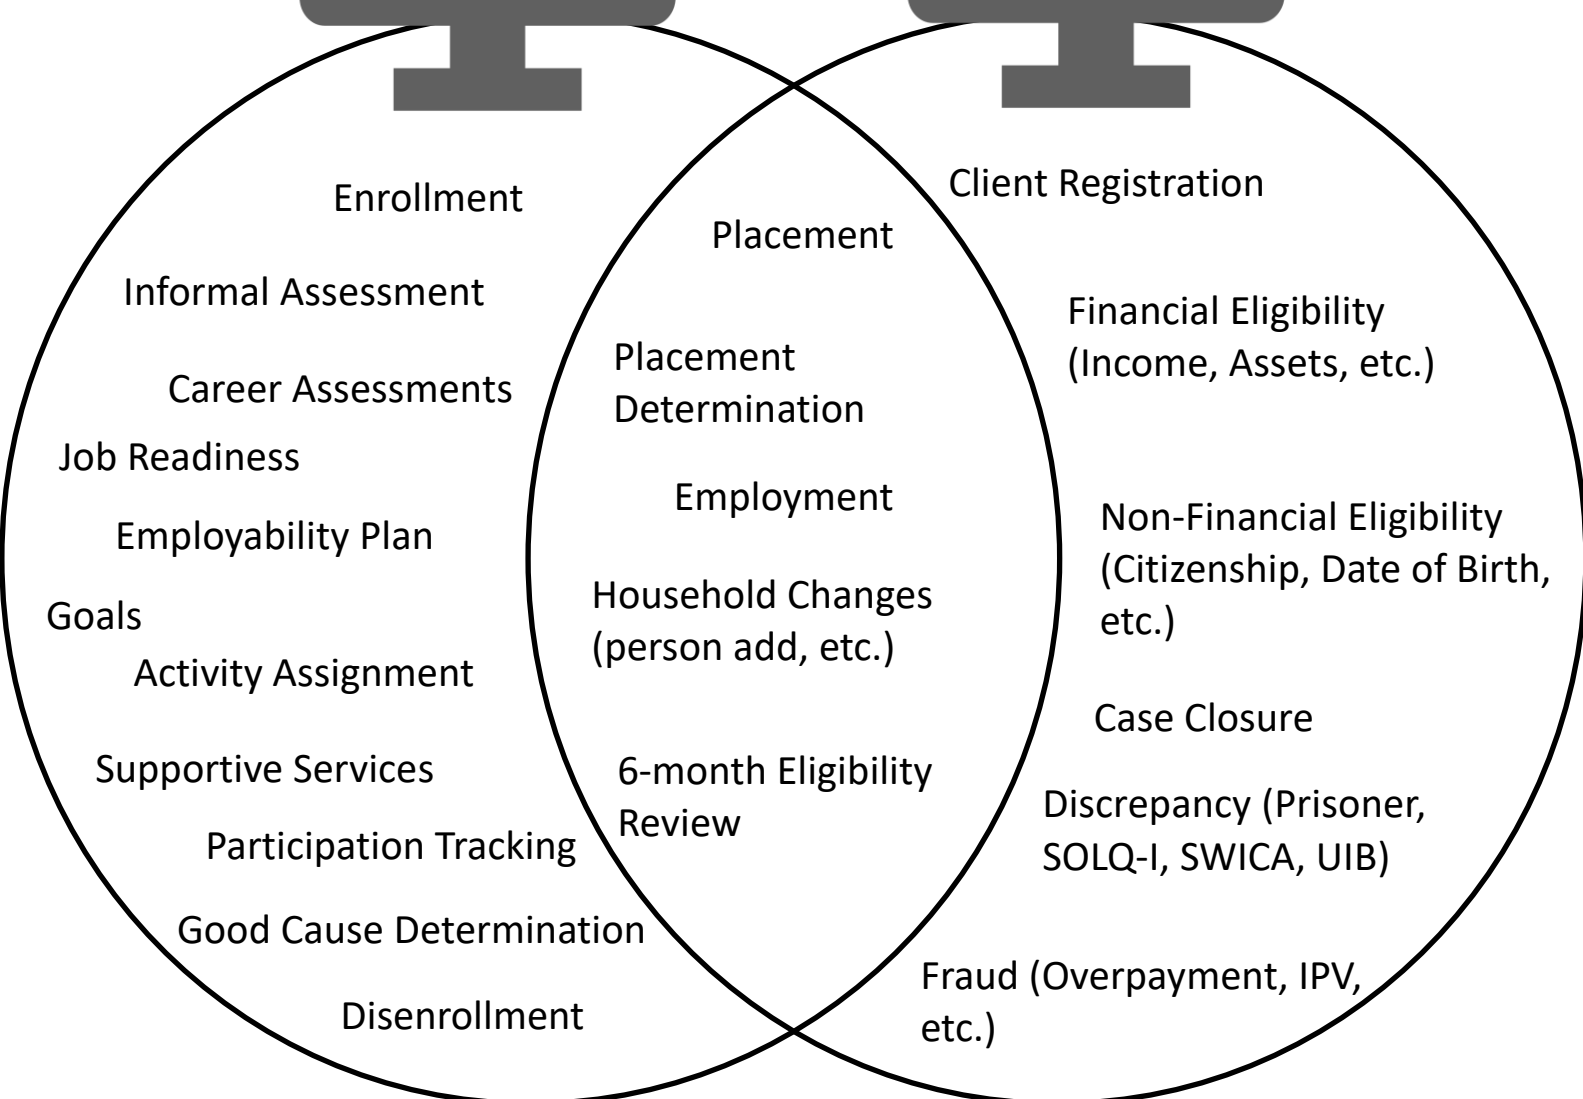 Enrollment
Informal Assessment
Career Assessments
Job Readiness
Employability Plan
Goals
Activity Assignment
Supportive Services
Participation Tracking
Good Cause Determination
Disenrollment
Placement
Placement
Determination
Employment
Household Changes
(person add, etc.)
6-month Eligibility
Review
Client Registration
Financial Eligibility
(Income, Assets, etc.)
Non-Financial Eligibility
(Citizenship, Date of Birth,
etc.)
Case Closure
Discrepancy (Prisoner,
SOLQ-I, SWICA, UIB)
Fraud (Overpayment, IPV,
etc.)